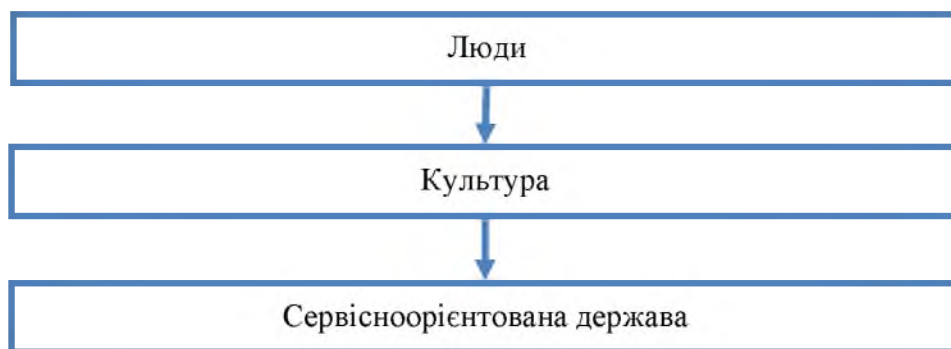 Люди
Культура
Сервісноорієнтована держава